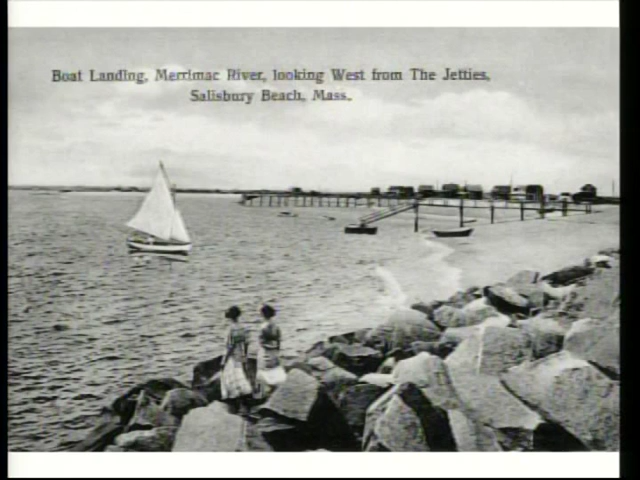 Boat Landing, Merrimac River, looking West from The Jetties,
Salisbury Beach, Mass.